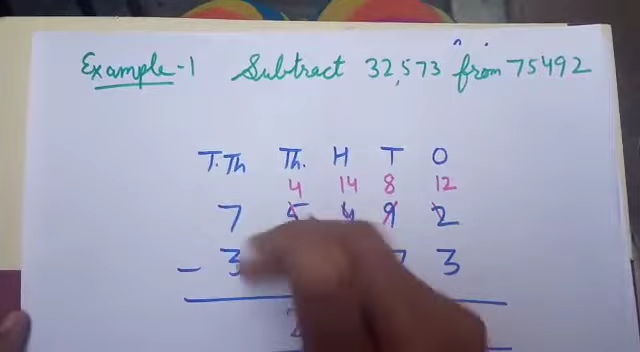 Example-1 Subtract 32,573 from 75492
T.Th Th. H T O
4 14 8 12
7 5 4 9 2
- 3 7 3
2